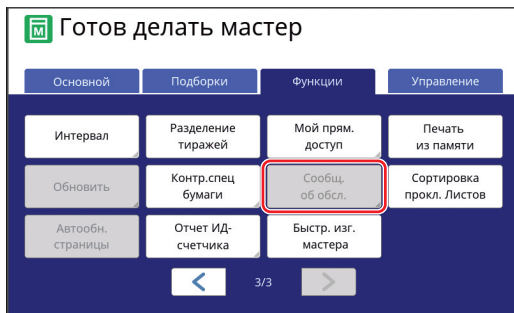 M Готов делать мастер
Основной Подборки Функции Управление
Интервал
Разделение
тиражей
Мой прям.
доступ
Печать
из памяти
Обновить
Контр.спец
бумаги
Сообщ.
об обсл.
Сортировка
прокл. Листов
Автообн.
страницы
Отчет ИД-
счетчика
Быстр. изг.
мастера
3/3